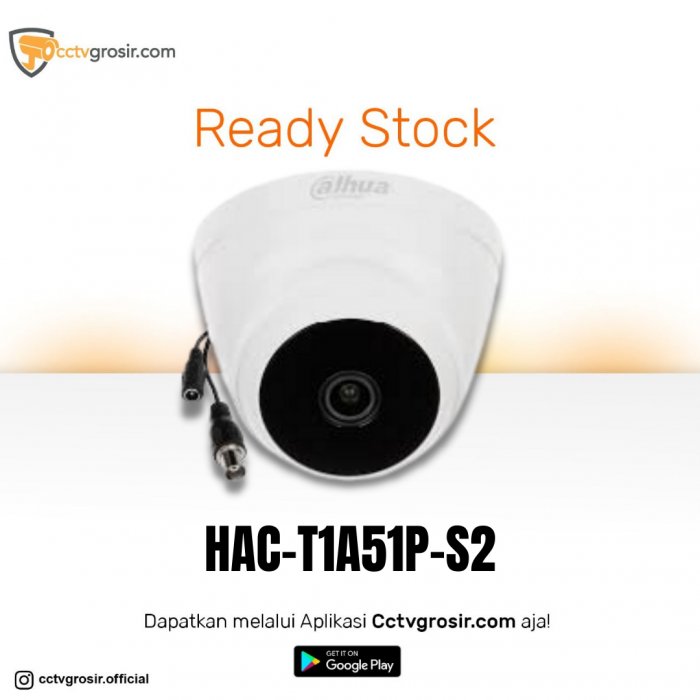 cctvgrosir.com
Ready Stock
alhua
HAC-T1A51P-S2
Dapatkan melalui Aplikasi Cctvgrosir.com aja!
GET IT ON
Google Play
cctvgrosir.official